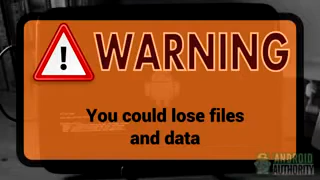 WARNING
You could lose files
and data
ANDROID
AUTHORITY